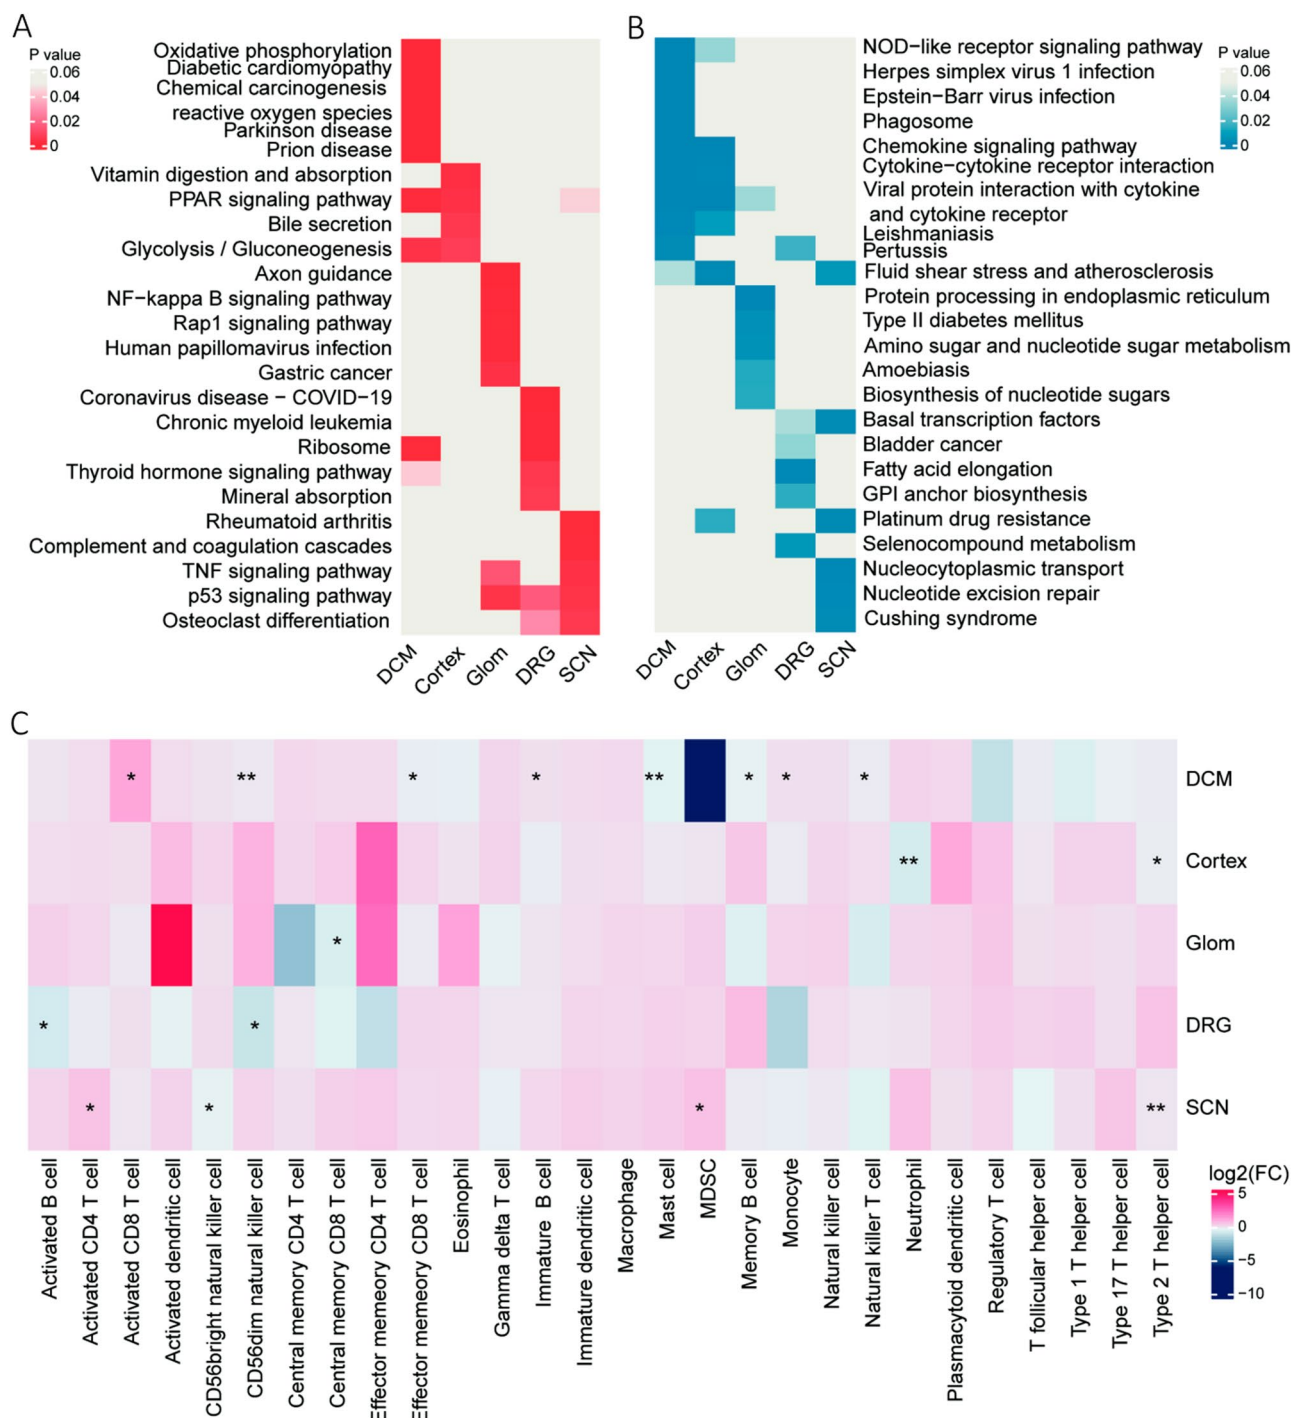 A
P value
0.06
0.04
0.02
0
Oxidative phosphorylation
Diabetic cardiomyopathy
Chemical carcinogenesis
reactive oxygen species
Parkinson disease
Prion disease
Vitamin digestion and absorption
PPAR signaling pathway
Bile secretion
Glycolysis / Gluconeogenesis
Axon guidance
NF−kappa B signaling pathway
Rap1 signaling pathway
Human papillomavirus infection
Gastric cancer
Coronavirus disease − COVID−19
Chronic myeloid leukemia
Ribosome
Thyroid hormone signaling pathway
Mineral absorption
Rheumatoid arthritis
Complement and coagulation cascades
TNF signaling pathway
p53 signaling pathway
Osteoclast differentiation
DCM
Cortex
Glom
DRG
SCN
B
NOD−like receptor signaling pathway
Herpes simplex virus 1 infection
Epstein−Barr virus infection
Phagosome
Chemokine signaling pathway
Cytokine−cytokine receptor interaction
Viral protein interaction with cytokine
and cytokine receptor
Leishmaniasis
Pertussis
Fluid shear stress and atherosclerosis
Protein processing in endoplasmic reticulum
Type II diabetes mellitus
Amino sugar and nucleotide sugar metabolism
Amoebiasis
Biosynthesis of nucleotide sugars
Basal transcription factors
Bladder cancer
Fatty acid elongation
GPI anchor biosynthesis
Platinum drug resistance
Selenocompound metabolism
Nucleocytoplasmic transport
Nucleotide excision repair
Cushing syndrome
P value
0.06
0.04
0.02
0
DCM
Cortex
Glom
DRG
SCN
C
* ** * * ** * * * DCM
** * Cortex
* Glom
* * DRG
* * * ** SCN
Activated B cell
Activated CD4 T cell
Activated CD8 T cell
Activated dendritic cell
CD56bright natural killer cell
CD56dim natural killer cell
Central memory CD4 T cell
Central memory CD8 T cell
Effector memeory CD4 T cell
Effector memeory CD8 T cell
Eosinophil
Gamma delta T cell
Immature B cell
Immature dendritic cell
Macrophage
Mast cell
MDSC
Memory B cell
Monocyte
Natural killer cell
Natural killer T cell
Neutrophil
Plasmacytoid dendritic cell
Regulatory T cell
T follicular helper cell
Type 1 T helper cell
Type 17 T helper cell
Type 2 T helper cell
log2(FC)
5
0
−5
−10